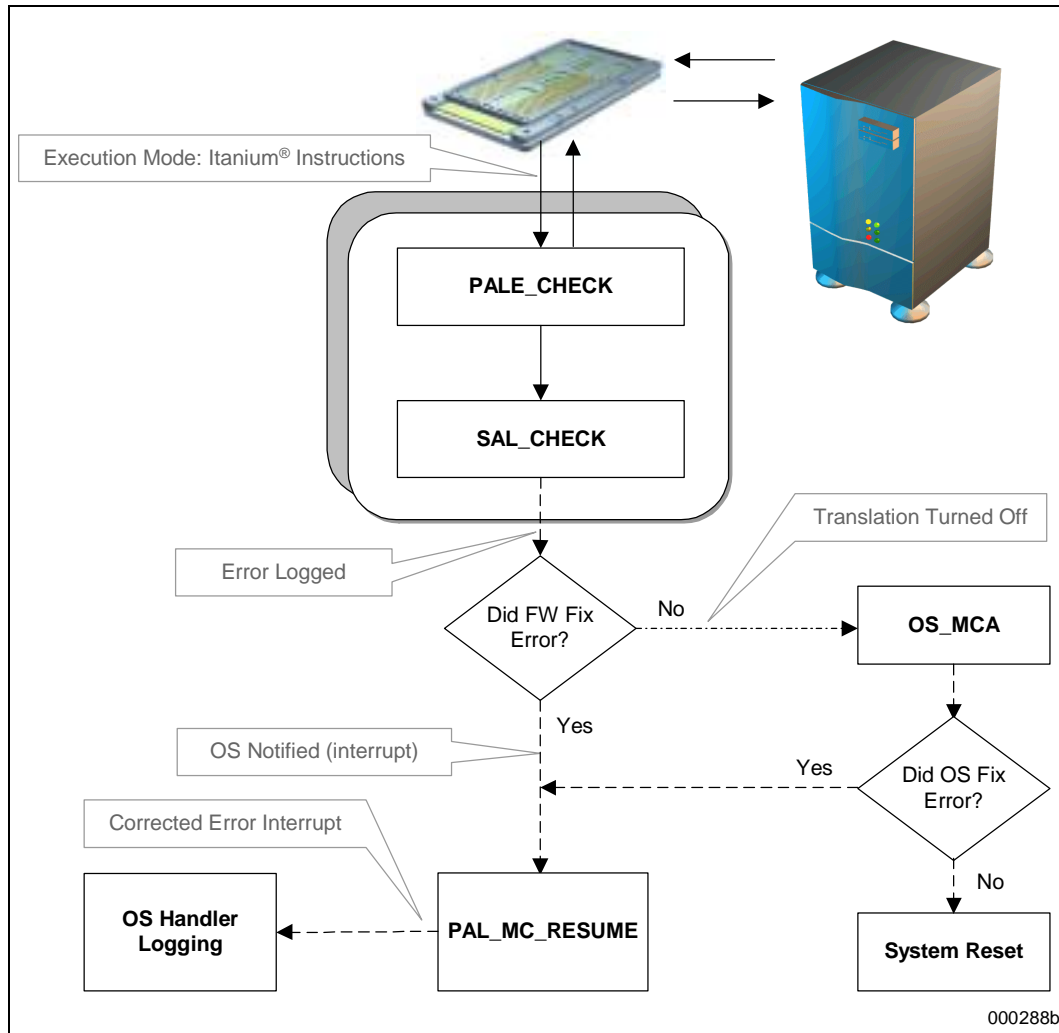 Execution Mode: Itanium® Instructions
PALE_CHECK
SAL_CHECK
Translation Turned Off
Error Logged
Did FW Fix
Error?
No
OS_MCA
Yes
OS Notified (interrupt)
Yes
Did OS Fix
Error?
Corrected Error Interrupt
No
OS Handler
Logging
PAL_MC_RESUME
System Reset
000288b